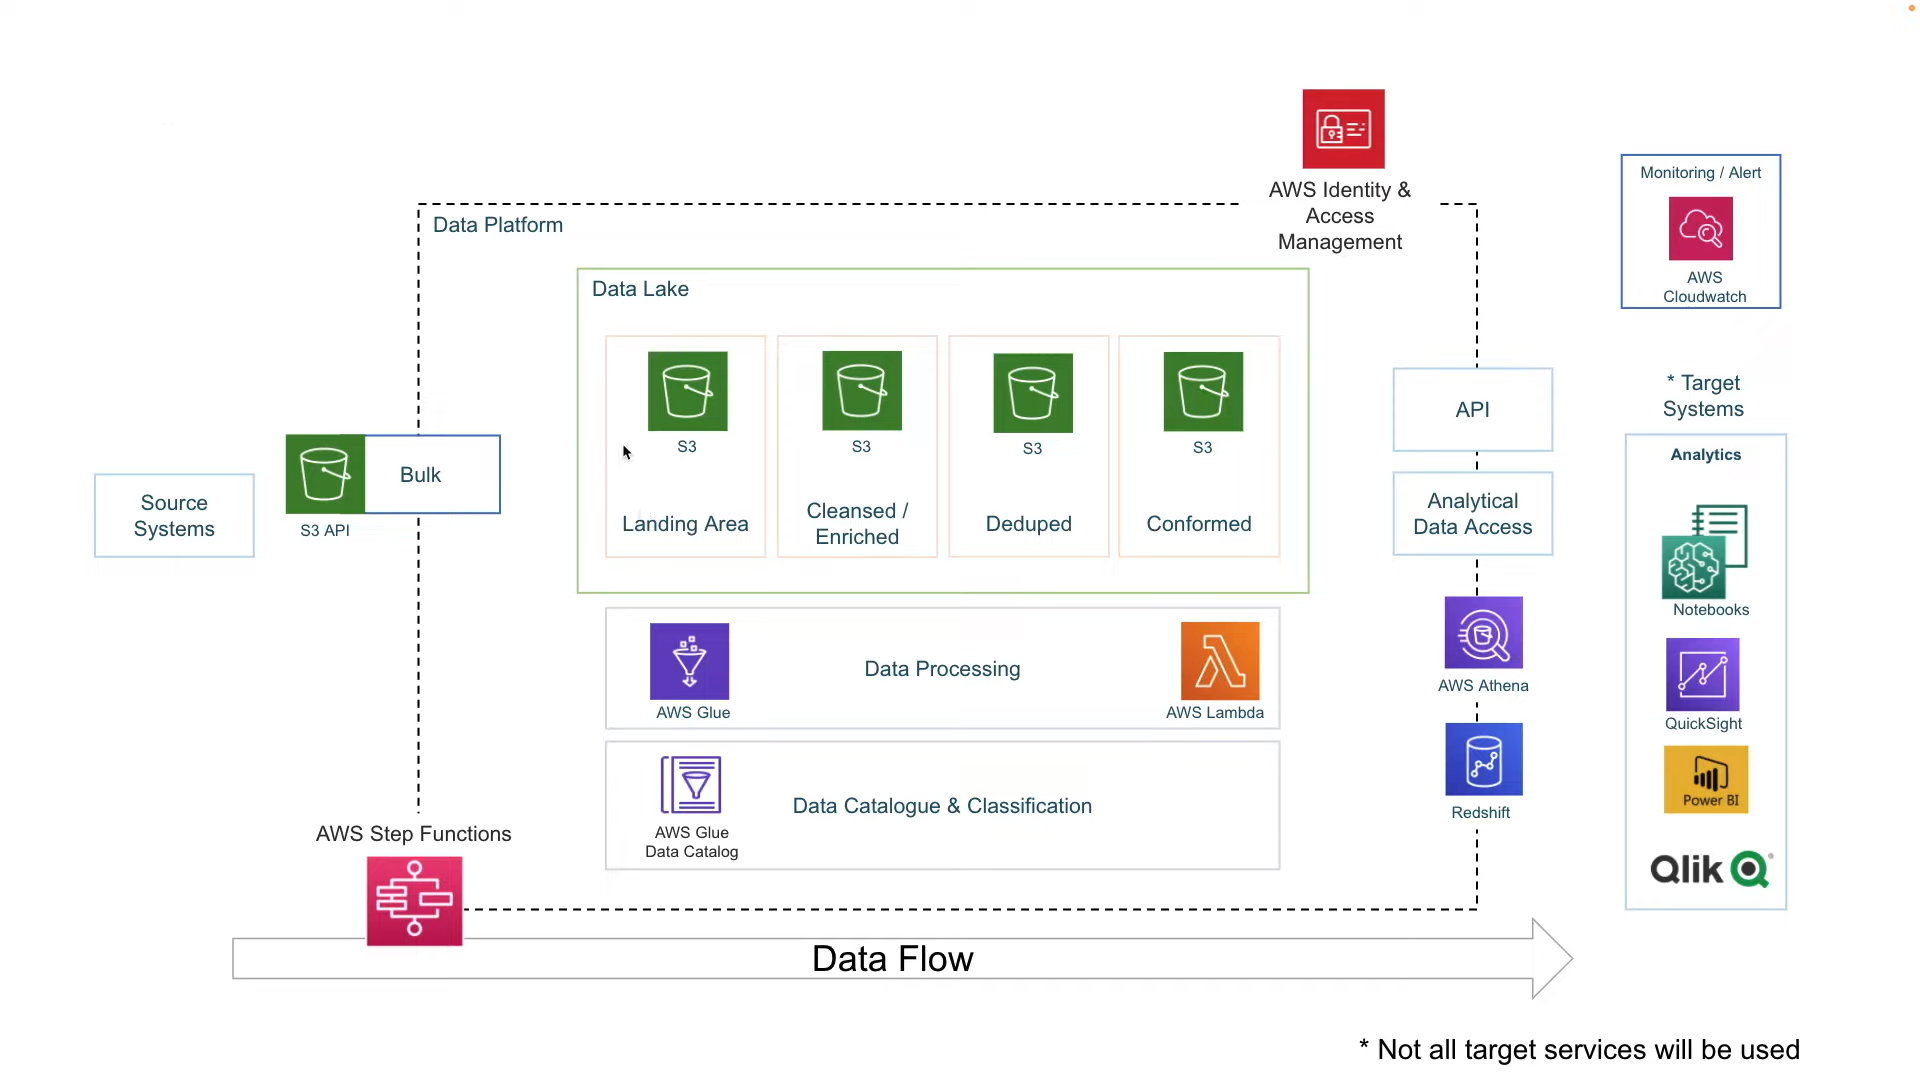 AWS Identity &
Access
Management
Monitoring / Alert
AWS
Cloudwatch
Data Platform
Data Lake
S3
Landing Area
S3
Cleansed /
Enriched
S3
Deduped
S3
Conformed
Source
Systems
Bulk
S3 API
API
Analytical
Data Access
* Target
Systems
Analytics
Notebooks
QuickSight
Power BI
Qlik
AWS Glue
Data Processing
AWS Lambda
AWS Athena
Redshift
AWS Glue
Data Catalog
Data Catalogue & Classification
AWS Step Functions
Data Flow
* Not all target services will be used